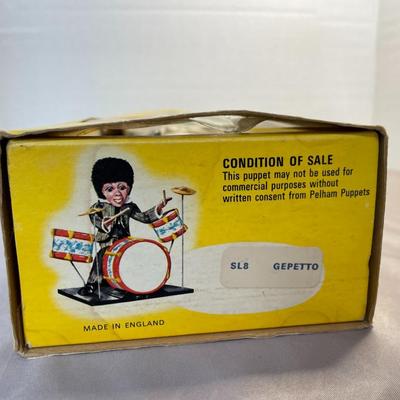 CONDITION OF SALE
This puppet may not be used for
commercial purposes without
written consent from Pelham Puppets
SL8 GEPETTO
MADE IN ENGLAND